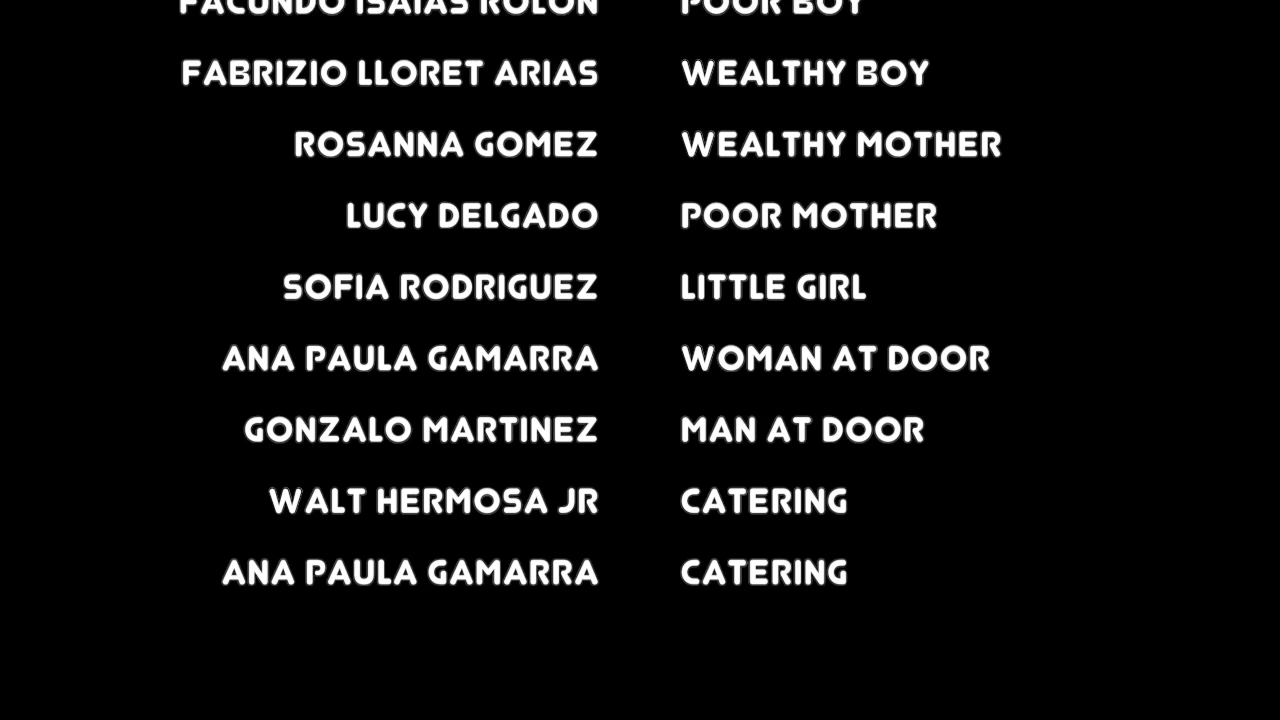 FACUNDO ISAIAS ROLON POOR BOY
FABRIZIO LLORET ARIAS WEALTHY BOY
ROSANNA GOMEZ WEALTHY MOTHER
LUCY DELGADO POOR MOTHER
SOFIA RODRIGUEZ LITTLE GIRL
ANA PAULA GAMARRA WOMAN AT DOOR
GONZALO MARTINEZ MAN AT DOOR
WALT HERMOSA JR CATERING
ANA PAULA GAMARRA CATERING